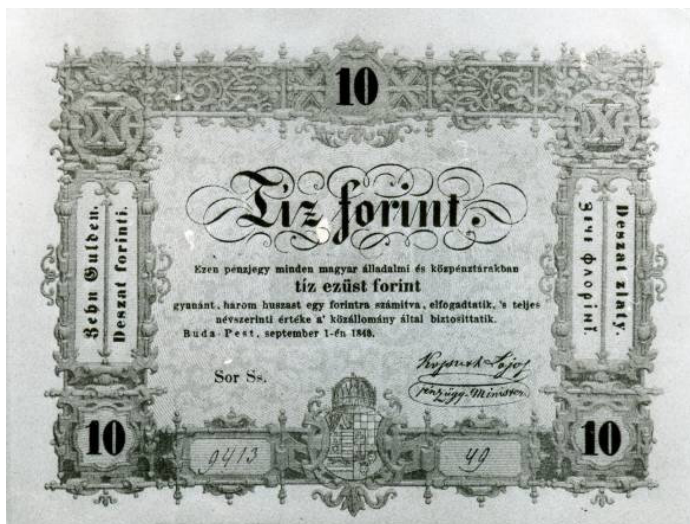 10
X
X
Tíz forint.
Ezen pénzjegy minden magyar álladalmi és közpénztárakban
tíz ezüst forint
gyanánt, három huszast egy forintra számítva, elfogadtatik, 's teljes
névszerinti értéke a' közállomány által biztosittatik.
Buda-Pest, september 1-én 1848.
Sor Ss.
Kossuth Lajos
pénzügy-Minister
Zehn Gulden.
Deszat forinti.
Deszat zlaty.
10
9413
49
10